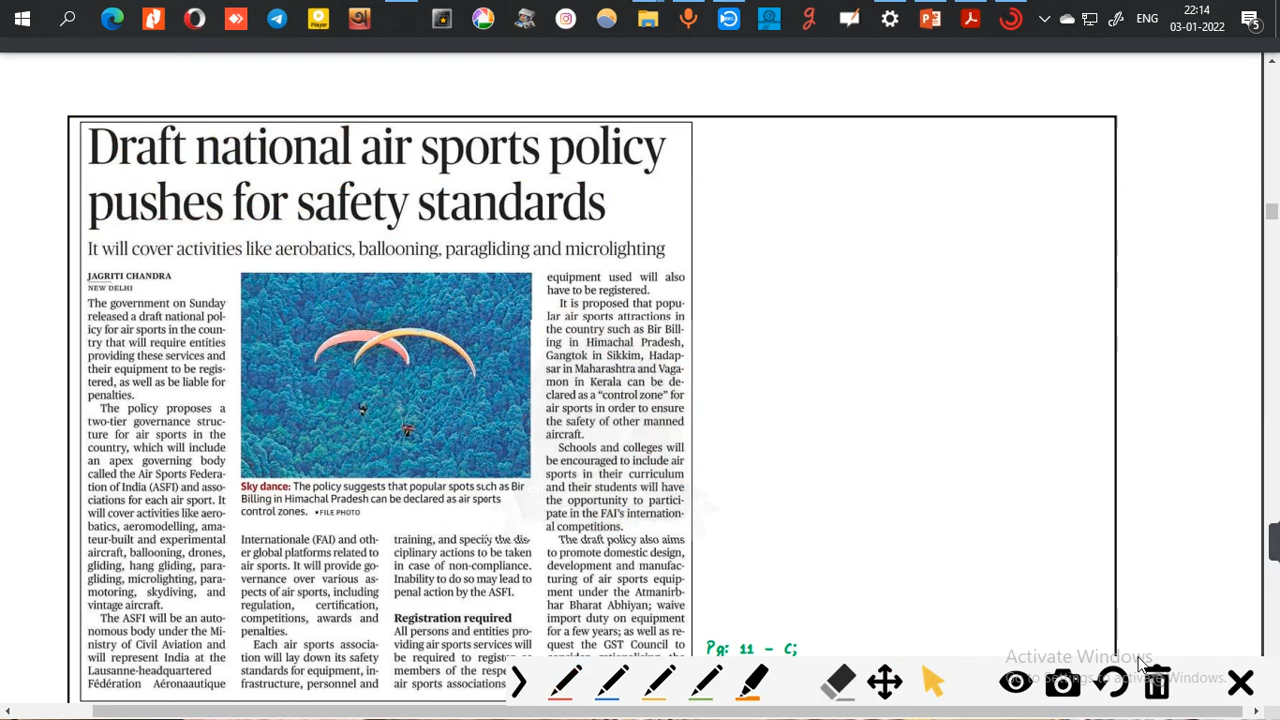 ENG
22:14
03-01-2022
5
Player
Draft national air sports policy
pushes for safety standards
It will cover activities like aerobatics, ballooning, paragliding and microlighting
JAGRITI CHANDRA
NEW DELHI
The government on Sunday
released a draft national pol-
icy for air sports in the coun-
try that will require entities
providing these services and
their equipment to be regis-
tered, as well as be liable for
penalties.
The policy proposes a
two-tier governance struc-
ture for air sports in the
country, which will include
an apex governing body
called the Air Sports Federa-
tion of India (ASFI) and asso-
ciations for each air sport. It
will cover activities like aero-
batics, aeromodelling, ama-
teur-built and experimental
aircraft, ballooning, drones,
gliding, hang gliding, para-
gliding, microlighting, para-
motoring, skydiving, and
vintage aircraft.
The ASFI will be an auto-
nomous body under the Mi-
nistry of Civil Aviation and
will represent India at the
Lausanne-headquartered
Fédération Aéronautique
Sky dance: The policy suggests that popular spots such as Bir
Billing in Himachal Pradesh can be declared as air sports
control zones. •FILE PHOTO
Internationale (FAI) and oth-
er global platforms related to
air sports. It will provide go-
vernance over various as-
pects of air sports, including
regulation, certification,
competitions, awards and
penalties.
Each air sports associa-
tion will lay down its safety
standards for equipment, in-
frastructure, personnel and
training, and specify the dis-
ciplinary actions to be taken
in case of non-compliance.
Inability to do so may lead to
penal action by the ASFI.
Registration required
All persons and entities pro-
viding air sports services will
be required to register as
members of the
air sports associations
equipment used will also
have to be registered.
It is proposed that popu-
lar air sports attractions in
the country such as Bir Bill-
ing in Himachal Pradesh,
Gangtok in Sikkim, Hadap-
sar in Maharashtra and Vaga-
mon in Kerala can be de-
clared as a “control zone” for
air sports in order to ensure
the safety of other manned
aircraft.
Schools and colleges will
be encouraged to include air
sports in their curriculum
and their students will have
the opportunity to partici-
pate in the FAI’s internation-
al competitions.
The draft policy also aims
to promote domestic design,
development and manufac-
turing of air sports equip-
ment under the Atmanirb-
har Bharat Abhiyan; waive
import duty on equipment
for a few years; as well as re-
quest the GST Council to
Pg: 11 - C;
Activate Windows
Go to Settings to activate Windows.